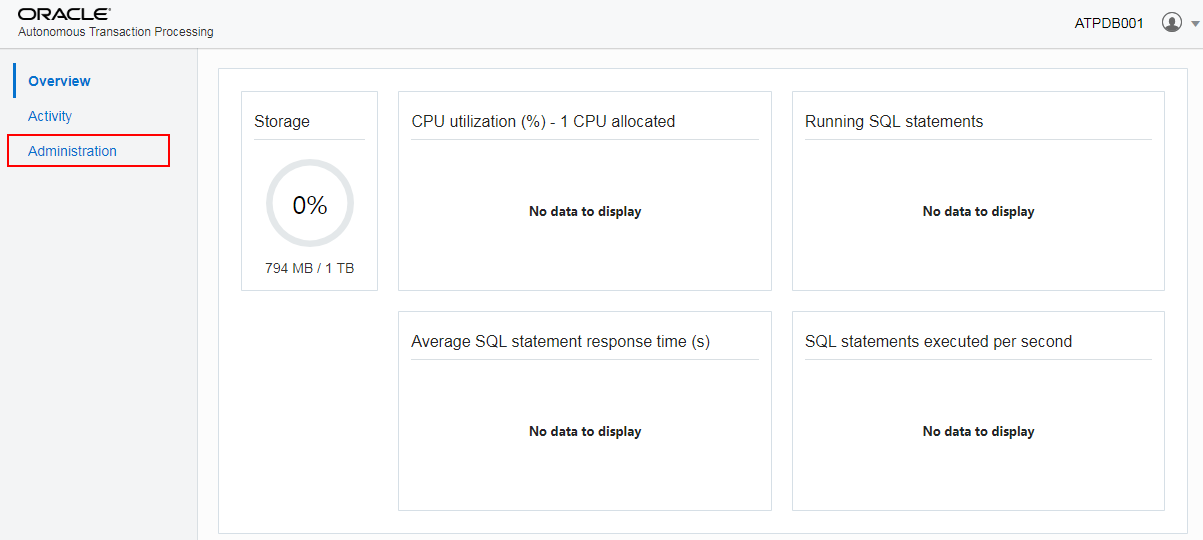 ORACLE
Autonomous Transaction Processing
ATPDB001
Overview
Activity
Administration
Storage
0%
794 MB / 1 TB
CPU utilization (%) - 1 CPU allocated
No data to display
Running SQL statements
No data to display
Average SQL statement response time (s)
No data to display
SQL statements executed per second
No data to display